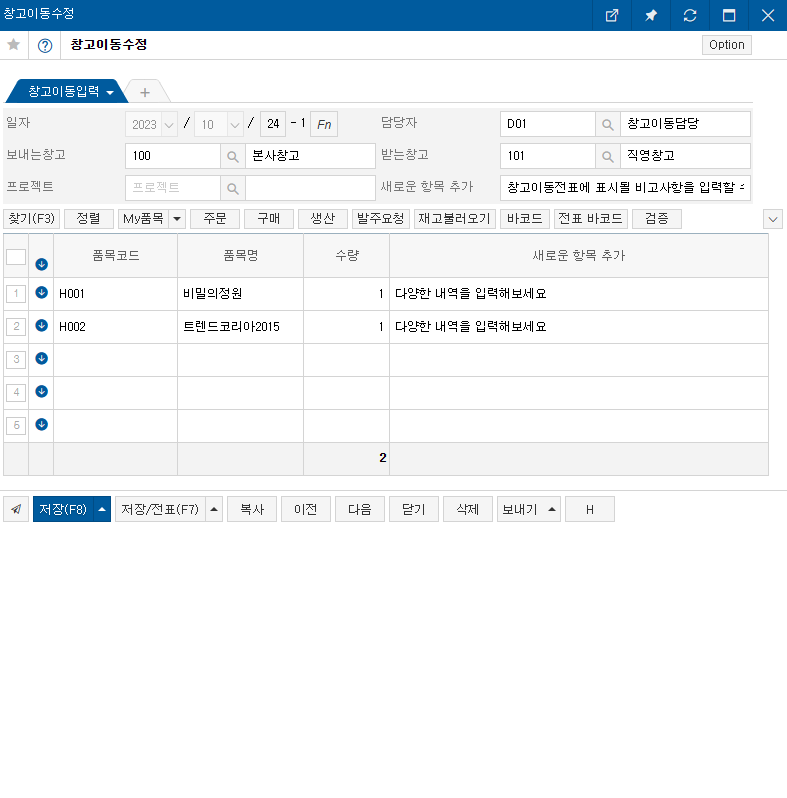 창고이동수정
창고이동수정 Option
창고이동입력 +
일자 2023 / 10 / 24 - 1 Fn 담당자 D01 창고이동담당
보내는창고 100 본사창고 받는창고 101 직영창고
프로젝트 프로젝트 새로운 항목 추가 창고이동전표에 표시될 비고사항을 입력할
찾기(F3) 정렬 My품목 주문 구매 생산 발주요청 재고불러오기 바코드 전표 바코드 검증
품목코드 품목명 수량 새로운 항목 추가
1 H001 비밀의정원 1 다양한 내역을 입력해보세요
2 H002 트렌드코리아2015 1 다양한 내역을 입력해보세요
3
4
5
2
저장(F8) 저장/전표(F7) 복사 이전 다음 닫기 삭제 보내기 H